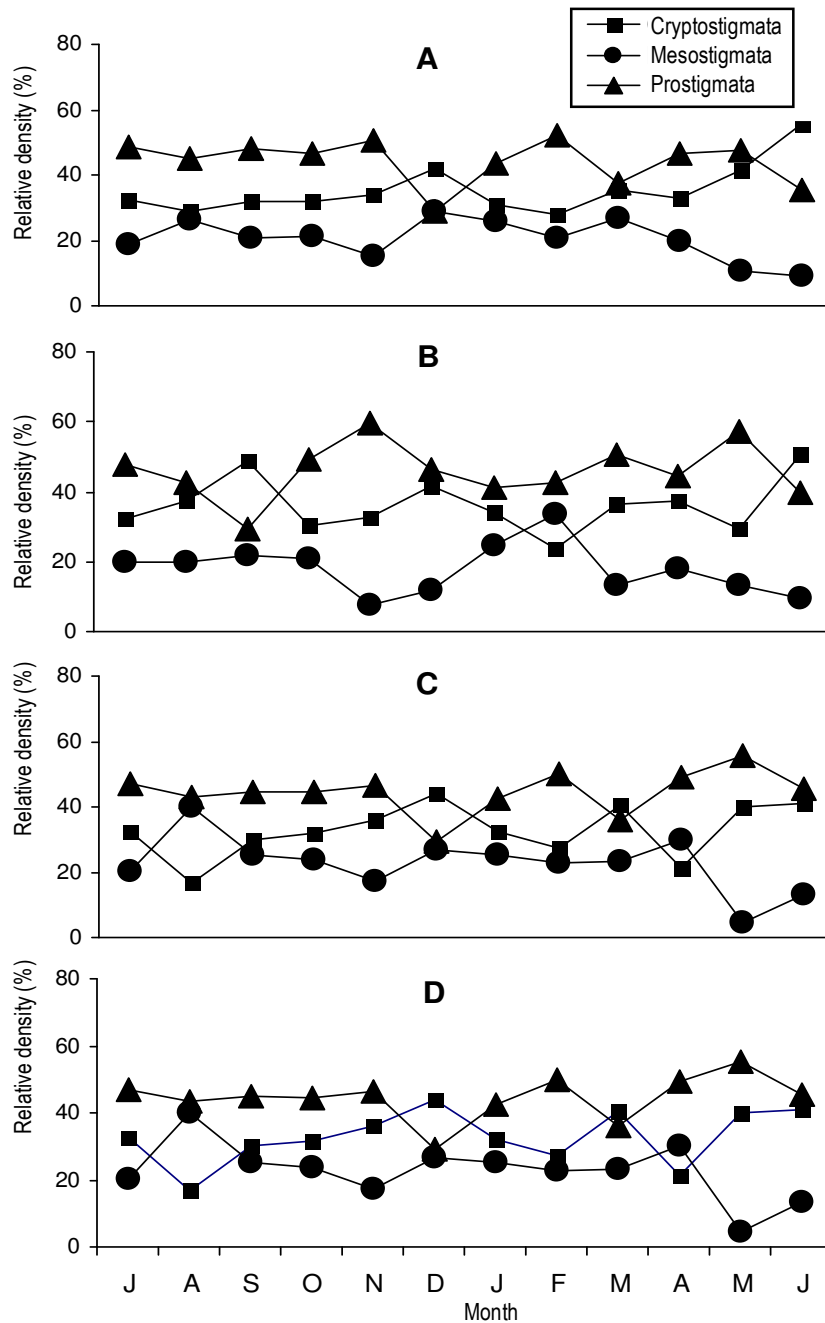 Cryptostigmata
Mesostigmata
Prostigmata
A
Relative density (%)
80
60
40
20
0
B
Relative density (%)
80
60
40
20
0
C
Relative density (%)
80
60
40
20
0
D
Relative density (%)
80
60
40
20
0
J A S O N D J F M A M J
Month